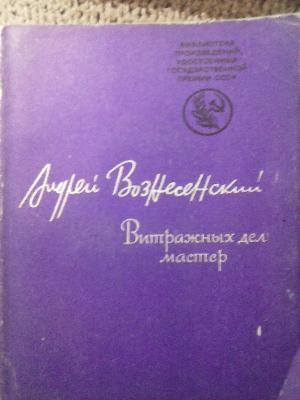 БИБЛИОТЕКА
ПРОИЗВЕДЕНИЙ,
УДОСТОЕННЫХ
ГОСУДАРСТВЕННОЙ
ПРЕМИИ СССР
Андрей Вознесенский
Витражных дел
мастер